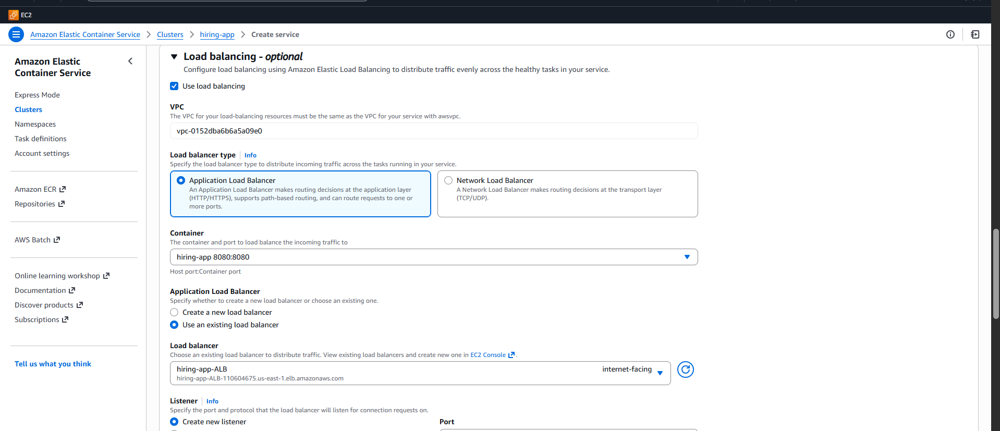 EC2
Amazon Elastic Container Service
Clusters
hiring-app
Create service
Amazon Elastic
Container Service
Express Mode
Clusters
Namespaces
Task definitions
Account settings
Amazon ECR
Repositories
AWS Batch
Online learning workshop
Documentation
Discover products
Subscriptions
Tell us what you think
Load balancing - optional
Configure load balancing using Amazon Elastic Load Balancing to distribute traffic evenly across the healthy tasks in your service.
Use load balancing
VPC
The VPC for your load-balancing resources must be the same as the VPC for your service with awsvpc.
vpc-0152dba6b6a5a09e0
Load balancer type Info
Specify the load balancer type to distribute incoming traffic across the tasks running in your service.
Application Load Balancer
An Application Load Balancer makes routing decisions at the application layer
(HTTP/HTTPS), supports path-based routing, and can route requests to one or
more ports.
Network Load Balancer
A Network Load Balancer makes routing decisions at the transport layer
(TCP/UDP).
Container
The container and port to load balance the incoming traffic to
hiring-app 8080:8080
Host port:Container port
Application Load Balancer
Specify whether to create a new load balancer or choose an existing one.
Create a new load balancer
Use an existing load balancer
Load balancer
Choose an existing load balancer to distribute traffic. View existing load balancers and create new one in EC2 Console .
hiring-app-ALB internet-facing
hiring-app-ALB-110604675.us-east-1.elb.amazonaws.com
Listener Info
Specify the port and protocol that the load balancer will listen for connection requests on.
Create new listener
Port